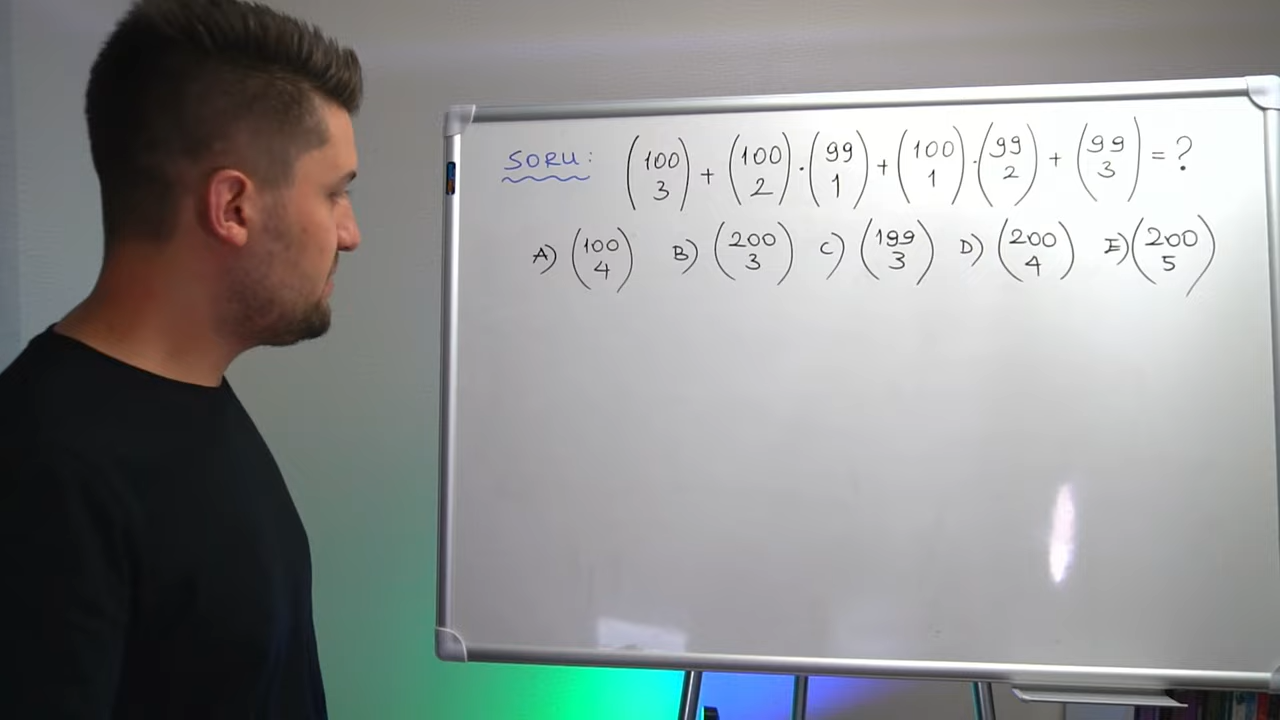 SORU: (100 3) + (100 2) · (99 1) + (100 1) · (99 2) + (99 3) = ?
A) (100 4) B) (200 3) C) (199 3) D) (200 4) E) (200 5)